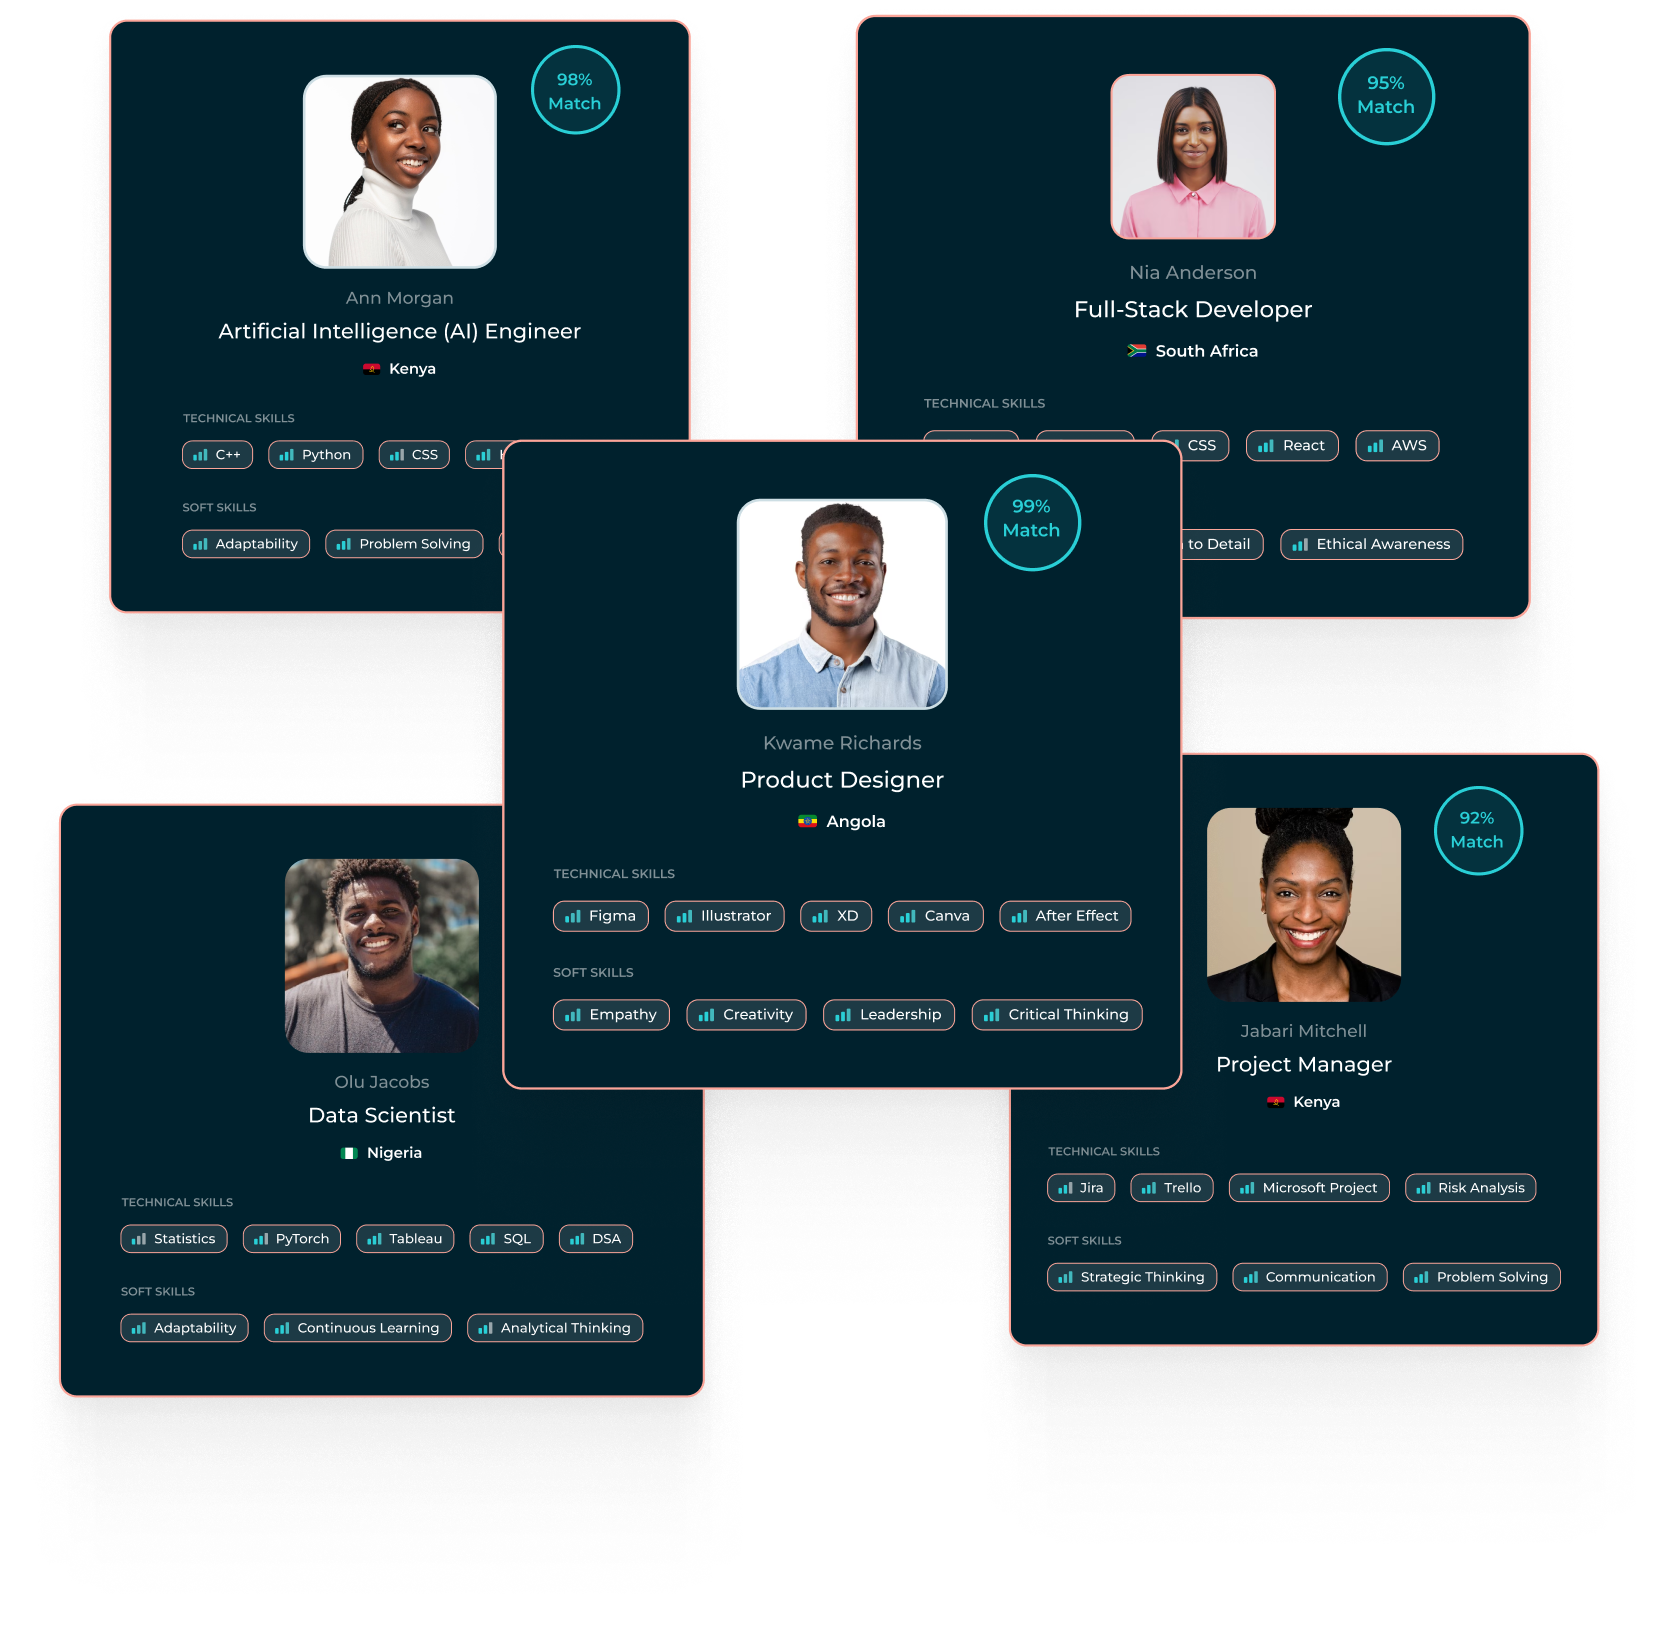 98%
Match
Ann Morgan
Artificial Intelligence (AI) Engineer
Kenya
TECHNICAL SKILLS
C++ Python CSS
SOFT SKILLS
Adaptability Problem Solving
95%
Match
Nia Anderson
Full-Stack Developer
South Africa
TECHNICAL SKILLS
CSS React AWS
to Detail Ethical Awareness
99%
Match
Kwame Richards
Product Designer
Angola
TECHNICAL SKILLS
Figma Illustrator XD Canva After Effect
SOFT SKILLS
Empathy Creativity Leadership Critical Thinking
Olu Jacobs
Data Scientist
Nigeria
TECHNICAL SKILLS
Statistics PyTorch Tableau SQL DSA
SOFT SKILLS
Adaptability Continuous Learning Analytical Thinking
92%
Match
Jabari Mitchell
Project Manager
Kenya
TECHNICAL SKILLS
Jira Trello Microsoft Project Risk Analysis
SOFT SKILLS
Strategic Thinking Communication Problem Solving